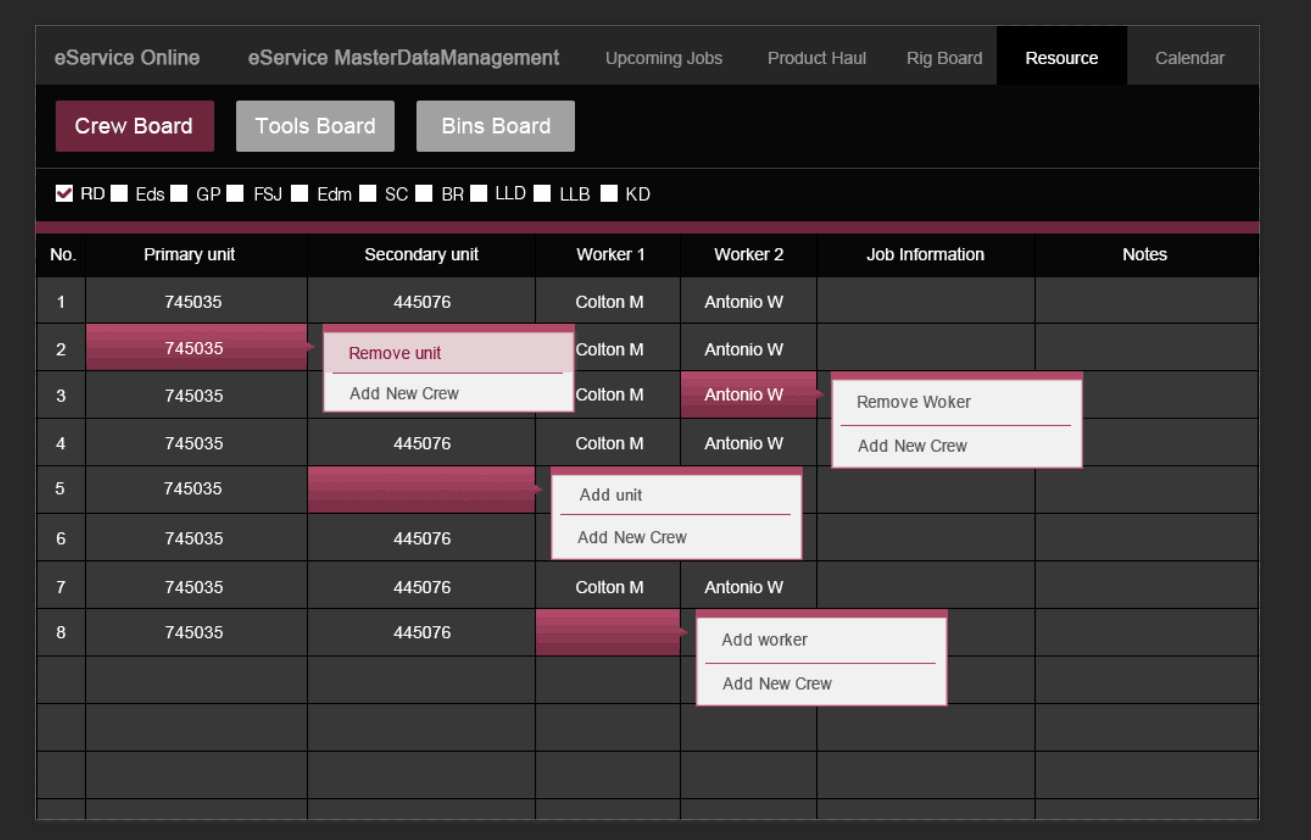 eService Online eService MasterDataManagement Upcoming Jobs Product Haul Rig Board Resource Calendar
Crew Board Tools Board Bins Board
RD Eds GP FSJ Edm SC BR LLD LLB KD
No. Primary unit Secondary unit Worker 1 Worker 2 Job Information Notes
1 745035 445076 Colton M Antonio W
2 745035 Remove unit Colton M Antonio W
3 745035 Add New Crew Colton M Antonio W Remove Woker
4 745035 445076 Colton M Antonio W Add New Crew
5 745035 Add unit
6 745035 445076 Add New Crew
7 745035 445076 Colton M Antonio W
8 745035 445076 Add worker
Add New Crew